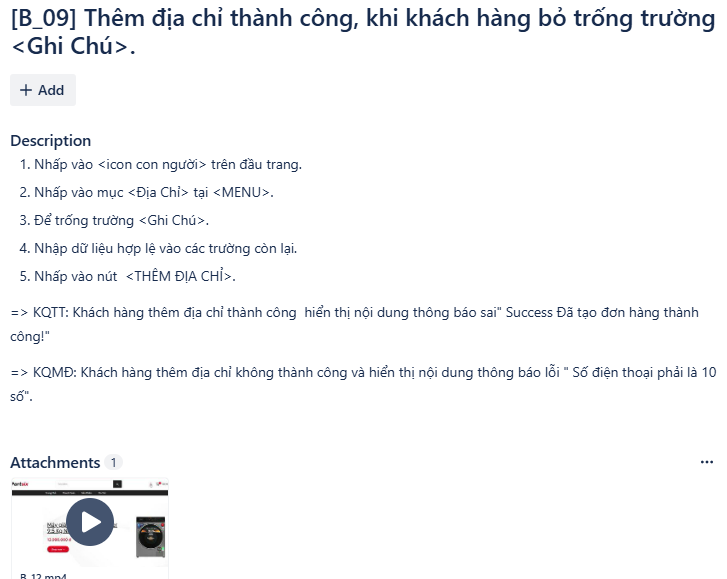 [B_09] Thêm địa chỉ thành công, khi khách hàng bỏ trống trường
<Ghi Chú>.
+ Add
Description
1. Nhấp vào <icon con người> trên đầu trang.
2. Nhấp vào mục <Địa Chỉ> tại <MENU>.
3. Để trống trường <Ghi Chú>.
4. Nhập dữ liệu hợp lệ vào các trường còn lại.
5. Nhấp vào nút  <THÊM ĐỊA CHỈ>.
=> KQTT: Khách hàng thêm địa chỉ thành công  hiển thị nội dung thông báo sai" Success Đã tạo đơn hàng thành
công!"
=> KQMĐ: Khách hàng thêm địa chỉ không thành công và hiển thị nội dung thông báo lỗi " Số điện thoại phải là 10
số".
Attachments 1
B_12.mp4